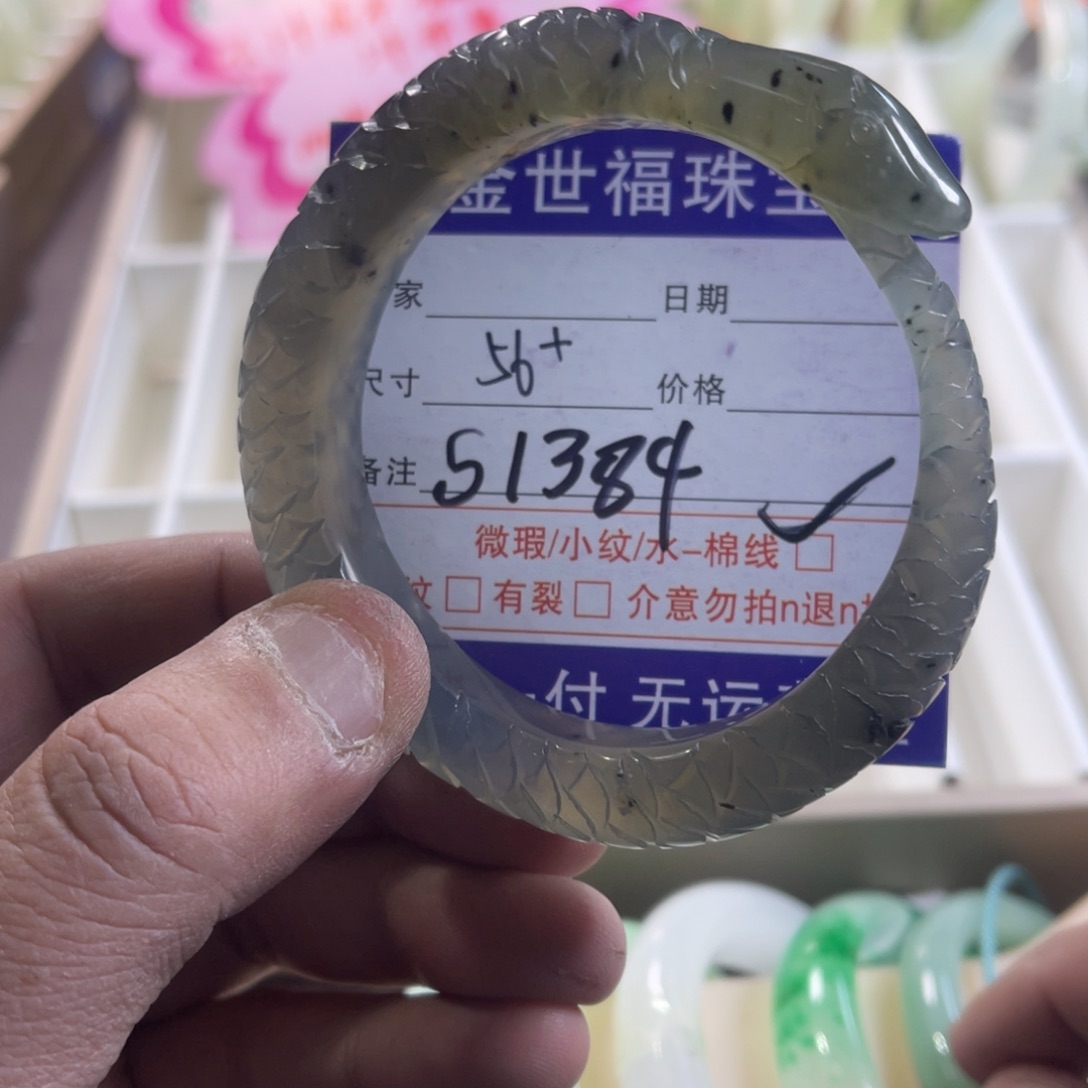 金世福珠宝
家 日期
尺寸 56+ 价格
备注 51384 ✓
微瑕/小纹/水-棉线 □
纹 □ 有裂 □ 介意勿拍n退n
付 无运